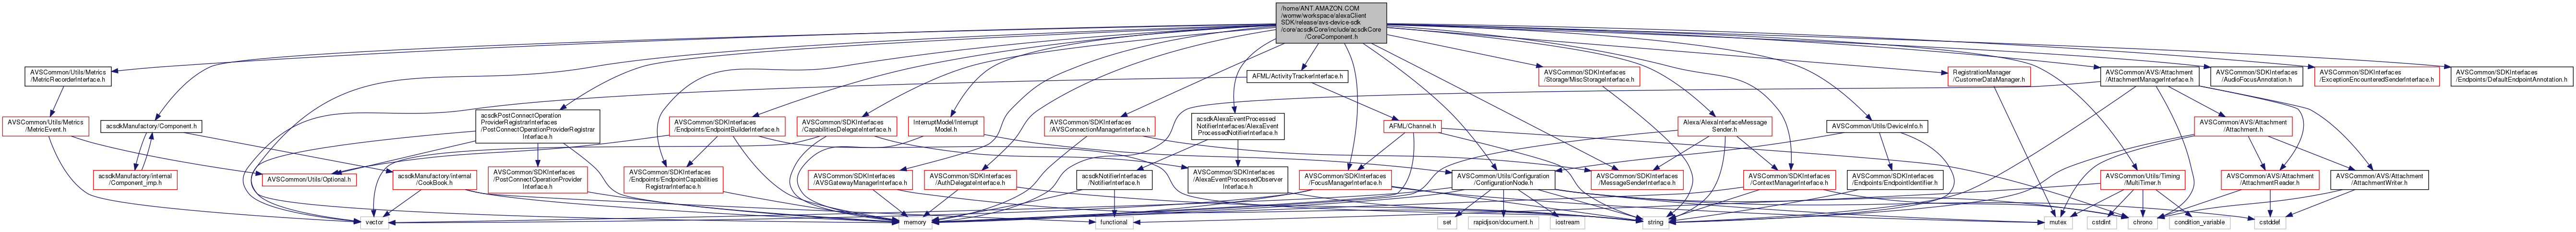 /home/ANT.AMAZON.COM
/womw/workspace/alexaClient
SDK/release/avs-device-sdk
/core/acsdkCore/include/acsdkCore
/CoreComponent.h
AVSCommon/Utils/Metrics
/MetricRecorderInterface.h
AFML/ActivityTrackerInterface.h
AVSCommon/SDKInterfaces
/Storage/MiscStorageInterface.h
RegistrationManager
/CustomerDataManager.h
AVSCommon/AVS/Attachment
/AttachmentManagerInterface.h
AVSCommon/SDKInterfaces
/AudioFocusAnnotation.h
AVSCommon/SDKInterfaces
/ExceptionEncounteredSenderInterface.h
AVSCommon/SDKInterfaces
/Endpoints/DefaultEndpointAnnotation.h
AVSCommon/Utils/Metrics
/MetricEvent.h
acsdkManufactory/Component.h
acsdkPostConnectOperation
ProviderRegistrarInterfaces
/PostConnectOperationProviderRegistrar
Interface.h
AVSCommon/SDKInterfaces
/Endpoints/EndpointBuilderInterface.h
AVSCommon/SDKInterfaces
/CapabilitiesDelegateInterface.h
InterruptModel/Interrupt
Model.h
AVSCommon/SDKInterfaces
/AVSConnectionManagerInterface.h
acsdkAlexaEventProcessed
NotifierInterfaces/AlexaEvent
ProcessedNotifierInterface.h
AFML/Channel.h
Alexa/AlexaInterfaceMessage
Sender.h
AVSCommon/Utils/DeviceInfo.h
AVSCommon/AVS/Attachment
/Attachment.h
acsdkManufactory/internal
/Component_imp.h
AVSCommon/Utils/Optional.h
acsdkManufactory/internal
/CookBook.h
AVSCommon/SDKInterfaces
/PostConnectOperationProvider
Interface.h
AVSCommon/SDKInterfaces
/Endpoints/EndpointCapabilities
RegistrarInterface.h
AVSCommon/SDKInterfaces
/AVSGatewayManagerInterface.h
AVSCommon/SDKInterfaces
/AuthDelegateInterface.h
acsdkNotifierInterfaces
/NotifierInterface.h
AVSCommon/SDKInterfaces
/AlexaEventProcessedObserver
Interface.h
AVSCommon/SDKInterfaces
/FocusManagerInterface.h
AVSCommon/Utils/Configuration
/ConfigurationNode.h
AVSCommon/SDKInterfaces
/MessageSenderInterface.h
AVSCommon/SDKInterfaces
/ContextManagerInterface.h
AVSCommon/SDKInterfaces
/Endpoints/EndpointIdentifier.h
AVSCommon/Utils/Timing
/MultiTimer.h
AVSCommon/AVS/Attachment
/AttachmentReader.h
AVSCommon/AVS/Attachment
/AttachmentWriter.h
vector
memory
functional
set
rapidjson/document.h
iostream
string
mutex
cstdint
chrono
condition_variable
cstddef